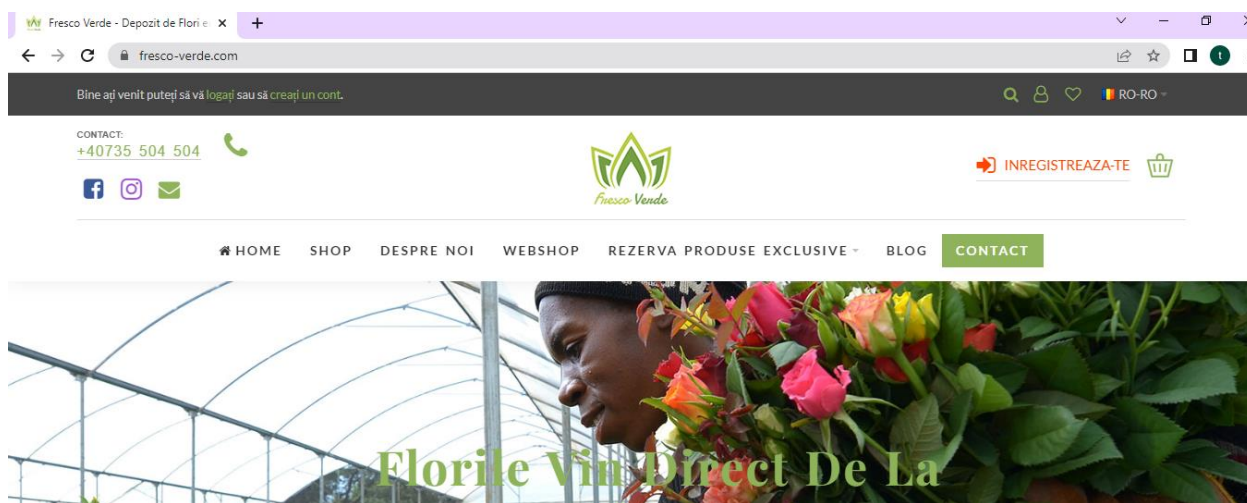 Fresco Verde - Depozit de Flori e
fresco-verde.com
t
Bine ați venit puteți să vă logați sau să creați un cont.
RO-RO
CONTACT:
+40735 504 504
Fresco Verde
INREGISTREAZA-TE
HOME SHOP DESPRE NOI WEBSHOP REZERVA PRODUSE EXCLUSIVE BLOG CONTACT
Florile Vin Direct De La